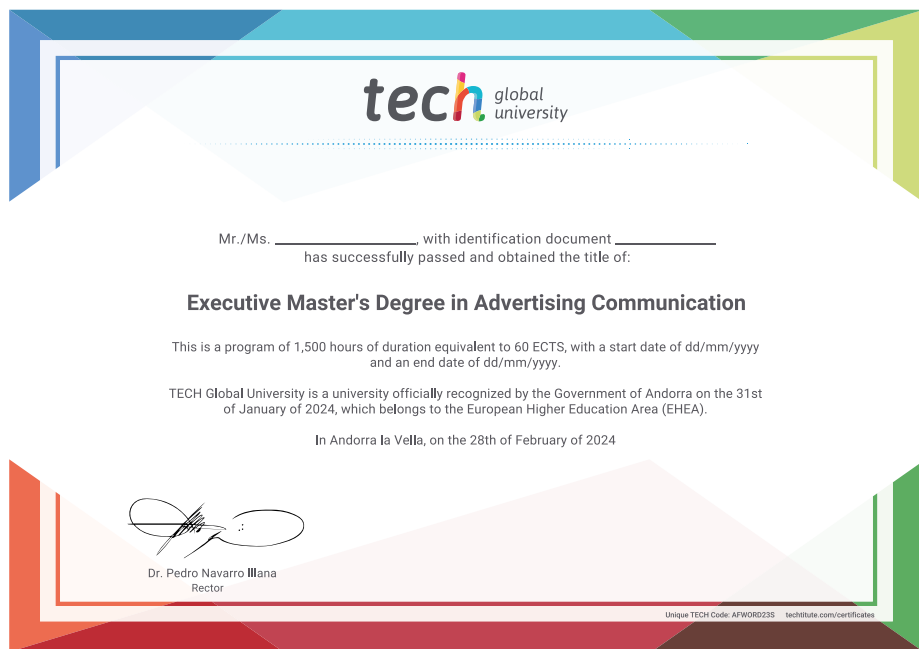 tech global university
Mr./Ms. , with identification document
has successfully passed and obtained the title of:
Executive Master's Degree in Advertising Communication
This is a program of 1,500 hours of duration equivalent to 60 ECTS, with a start date of dd/mm/yyyy
and an end date of dd/mm/yyyy.
TECH Global University is a university officially recognized by the Government of Andorra on the 31st
of January of 2024, which belongs to the European Higher Education Area (EHEA).
In Andorra la Vella, on the 28th of February of 2024
Dr. Pedro Navarro Illana
Rector
Unique TECH Code: AFWORD23S techtitute.com/certificates